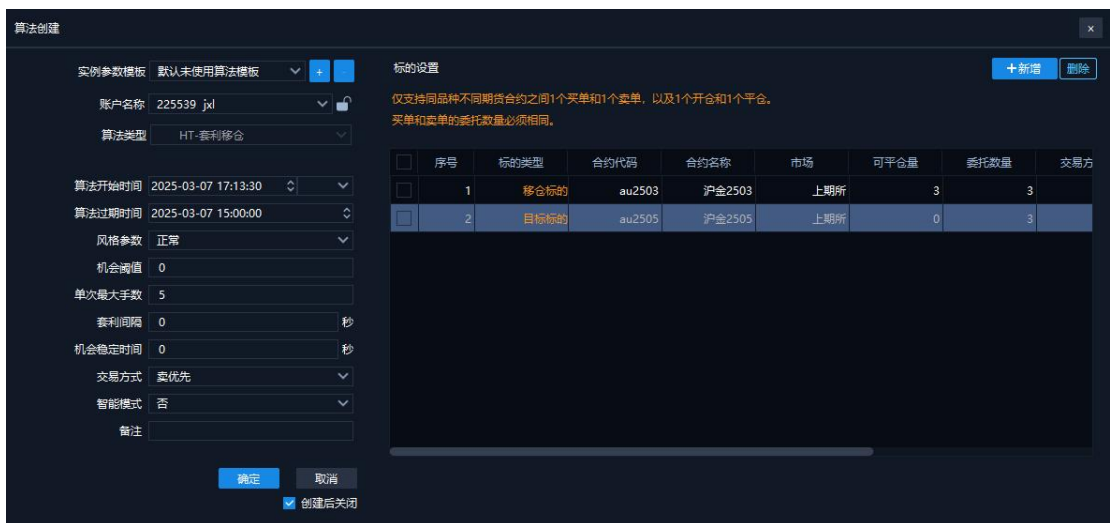 算法创建
×
实例参数模板 默认未使用算法模板 + -
账户名称 225539 jxl
算法类型 HT-套利移仓
算法开始时间 2025-03-07 17:13:30
算法过期时间 2025-03-07 15:00:00
风格参数 正常
机会阈值 0
单次最大手数 5
套利间隔 0 秒
机会稳定时间 0 秒
交易方式 卖优先
智能模式 否
备注
确定 取消
创建后关闭
标的设置 +新增 删除
仅支持同品种不同期货合约之间1个买单和1个卖单，以及1个开仓和1个平仓。
买单和卖单的委托数量必须相同。
序号 标的类型 合约代码 合约名称 市场 可平仓量 委托数量 交易方
1 移仓标的 au2503 沪金2503 上期所 3 3
2 目标标的 au2505 沪金2505 上期所 0 3